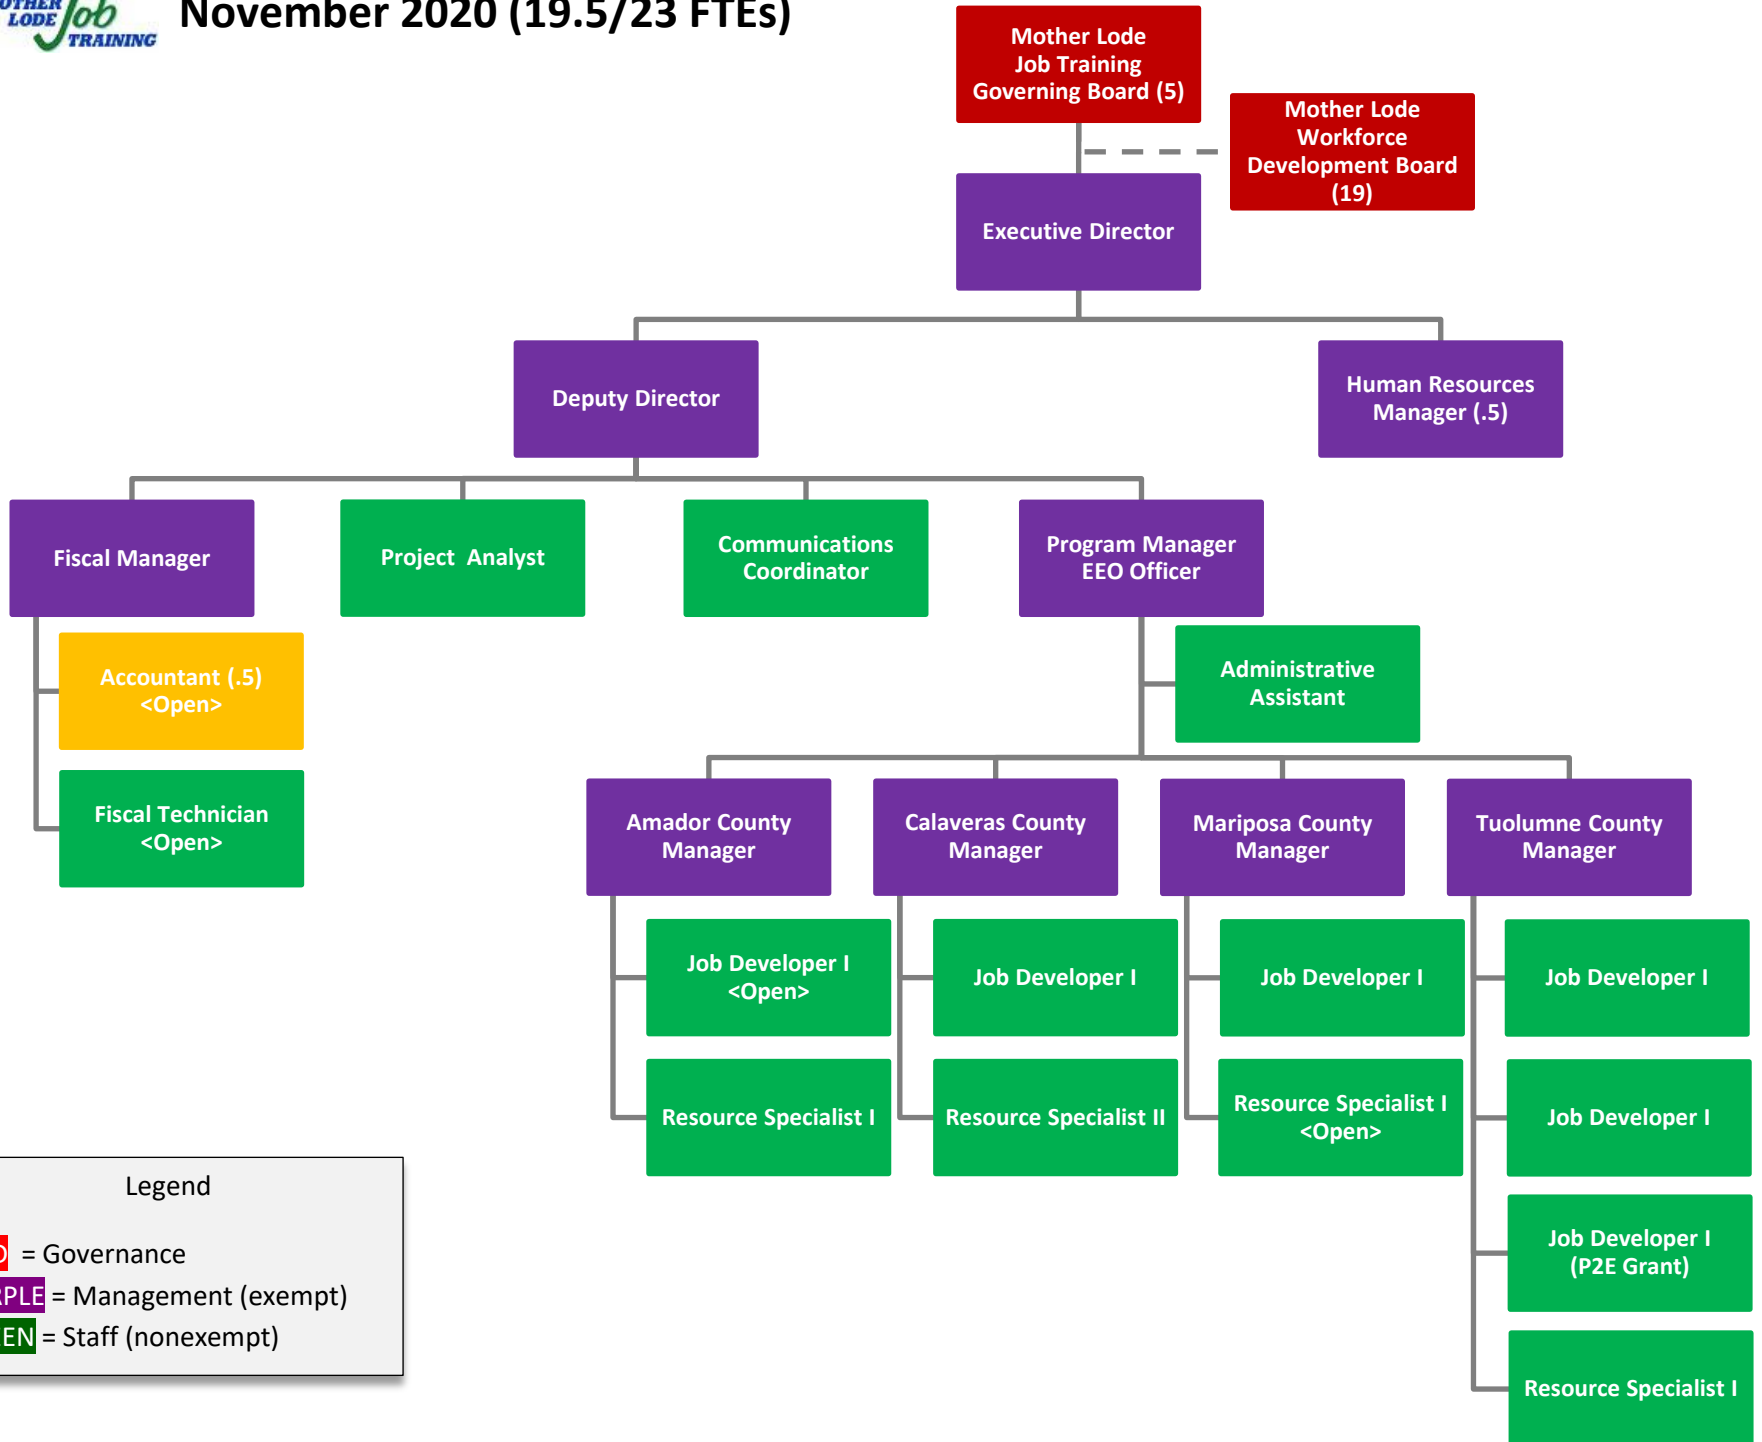 LODE Job
TRAINING
November 2020 (19.5/23 FTEs)
Mother Lode
Job Training
Governing Board (5)
Mother Lode
Workforce
Development Board
(19)
Executive Director
Deputy Director
Human Resources
Manager (.5)
Fiscal Manager
Project Analyst
Communications
Coordinator
Program Manager
EEO Officer
Accountant (.5)
<Open>
Administrative
Assistant
Fiscal Technician
<Open>
Amador County
Manager
Calaveras County
Manager
Mariposa County
Manager
Tuolumne County
Manager
Job Developer I
<Open>
Job Developer I
Job Developer I
Job Developer I
Resource Specialist I
Resource Specialist II
Resource Specialist I
<Open>
Job Developer I
Job Developer I
(P2E Grant)
Resource Specialist I
Legend
= Governance
= Management (exempt)
= Staff (nonexempt)